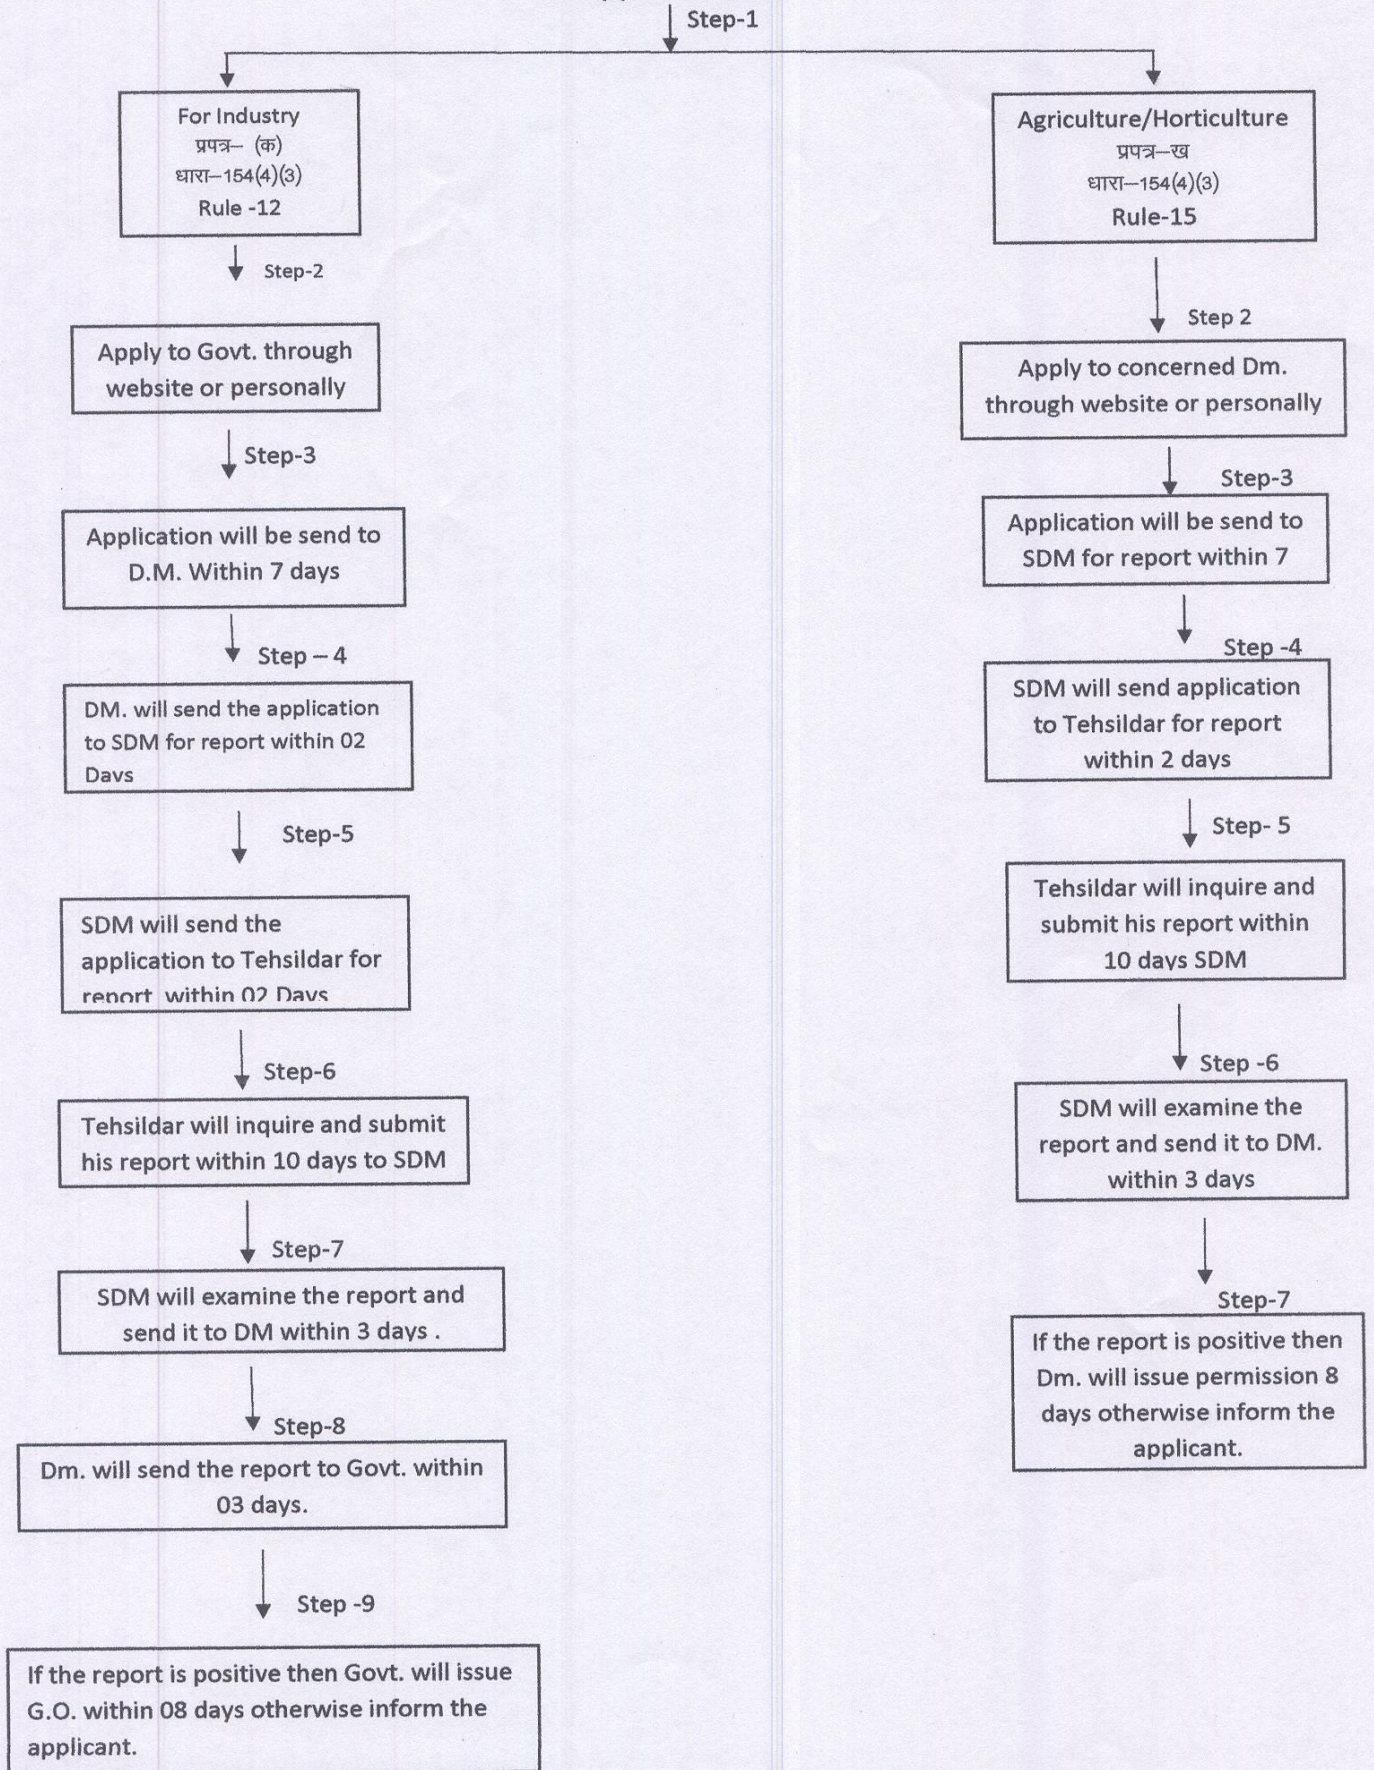 Step-1
For Industry
प्रपत्र– (क)
धारा–154(4)(3)
Rule -12
Step-2
Apply to Govt. through
website or personally
Step-3
Application will be send to
D.M. Within 7 days
Step – 4
DM. will send the application
to SDM for report within 02
Days
Step-5
SDM will send the
application to Tehsildar for
report within 02 Days
Step-6
Tehsildar will inquire and submit
his report within 10 days to SDM
Step-7
SDM will examine the report and
send it to DM within 3 days .
Step-8
Dm. will send the report to Govt. within
03 days.
Step -9
If the report is positive then Govt. will issue
G.O. within 08 days otherwise inform the
applicant.
Agriculture/Horticulture
प्रपत्र–ख
धारा–154(4)(3)
Rule-15
Step 2
Apply to concerned Dm.
through website or personally
Step-3
Application will be send to
SDM for report within 7
Step -4
SDM will send application
to Tehsildar for report
within 2 days
Step- 5
Tehsildar will inquire and
submit his report within
10 days SDM
Step -6
SDM will examine the
report and send it to DM.
within 3 days
Step-7
If the report is positive then
Dm. will issue permission 8
days otherwise inform the
applicant.